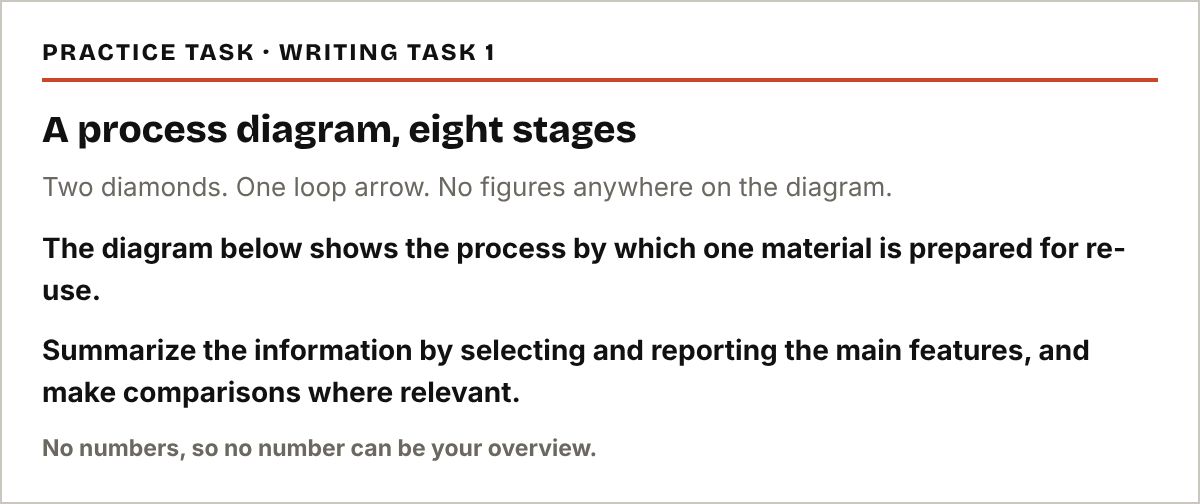 PRACTICE TASK · WRITING TASK 1
A process diagram, eight stages
Two diamonds. One loop arrow. No figures anywhere on the diagram.
The diagram below shows the process by which one material is prepared for re-
use.
Summarize the information by selecting and reporting the main features, and
make comparisons where relevant.
No numbers, so no number can be your overview.